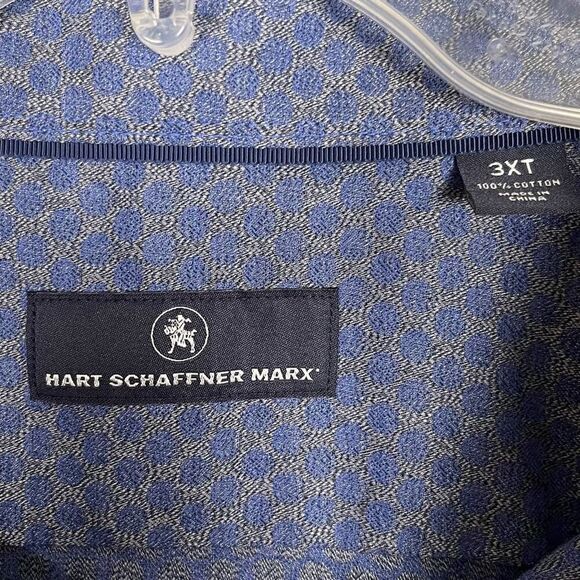 3XT
100% COTTON
MADE IN
CHINA
HART SCHAFFNER MARX®